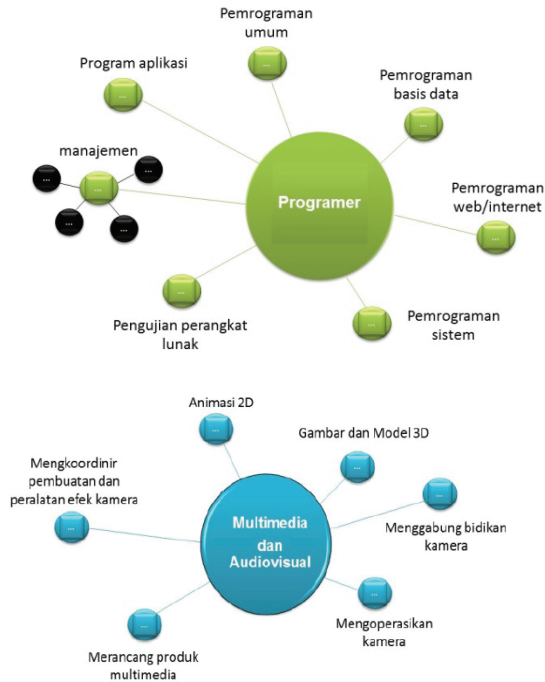 Pemrograman
umum
Program aplikasi
Pemrograman
basis data
manajemen
...
...
...
...
...
...
...
...
Programer
Pemrograman
web/internet
...
...
...
Pengujian perangkat
lunak
Pemrograman
sistem
Animasi 2D
...
Gambar dan Model 3D
...
Mengkoordinir
pembuatan dan
peralatan efek kamera
...
Multimedia
dan
Audiovisual
...
Menggabung bidikan
kamera
...
Mengoperasikan
kamera
...
Merancang produk
multimedia